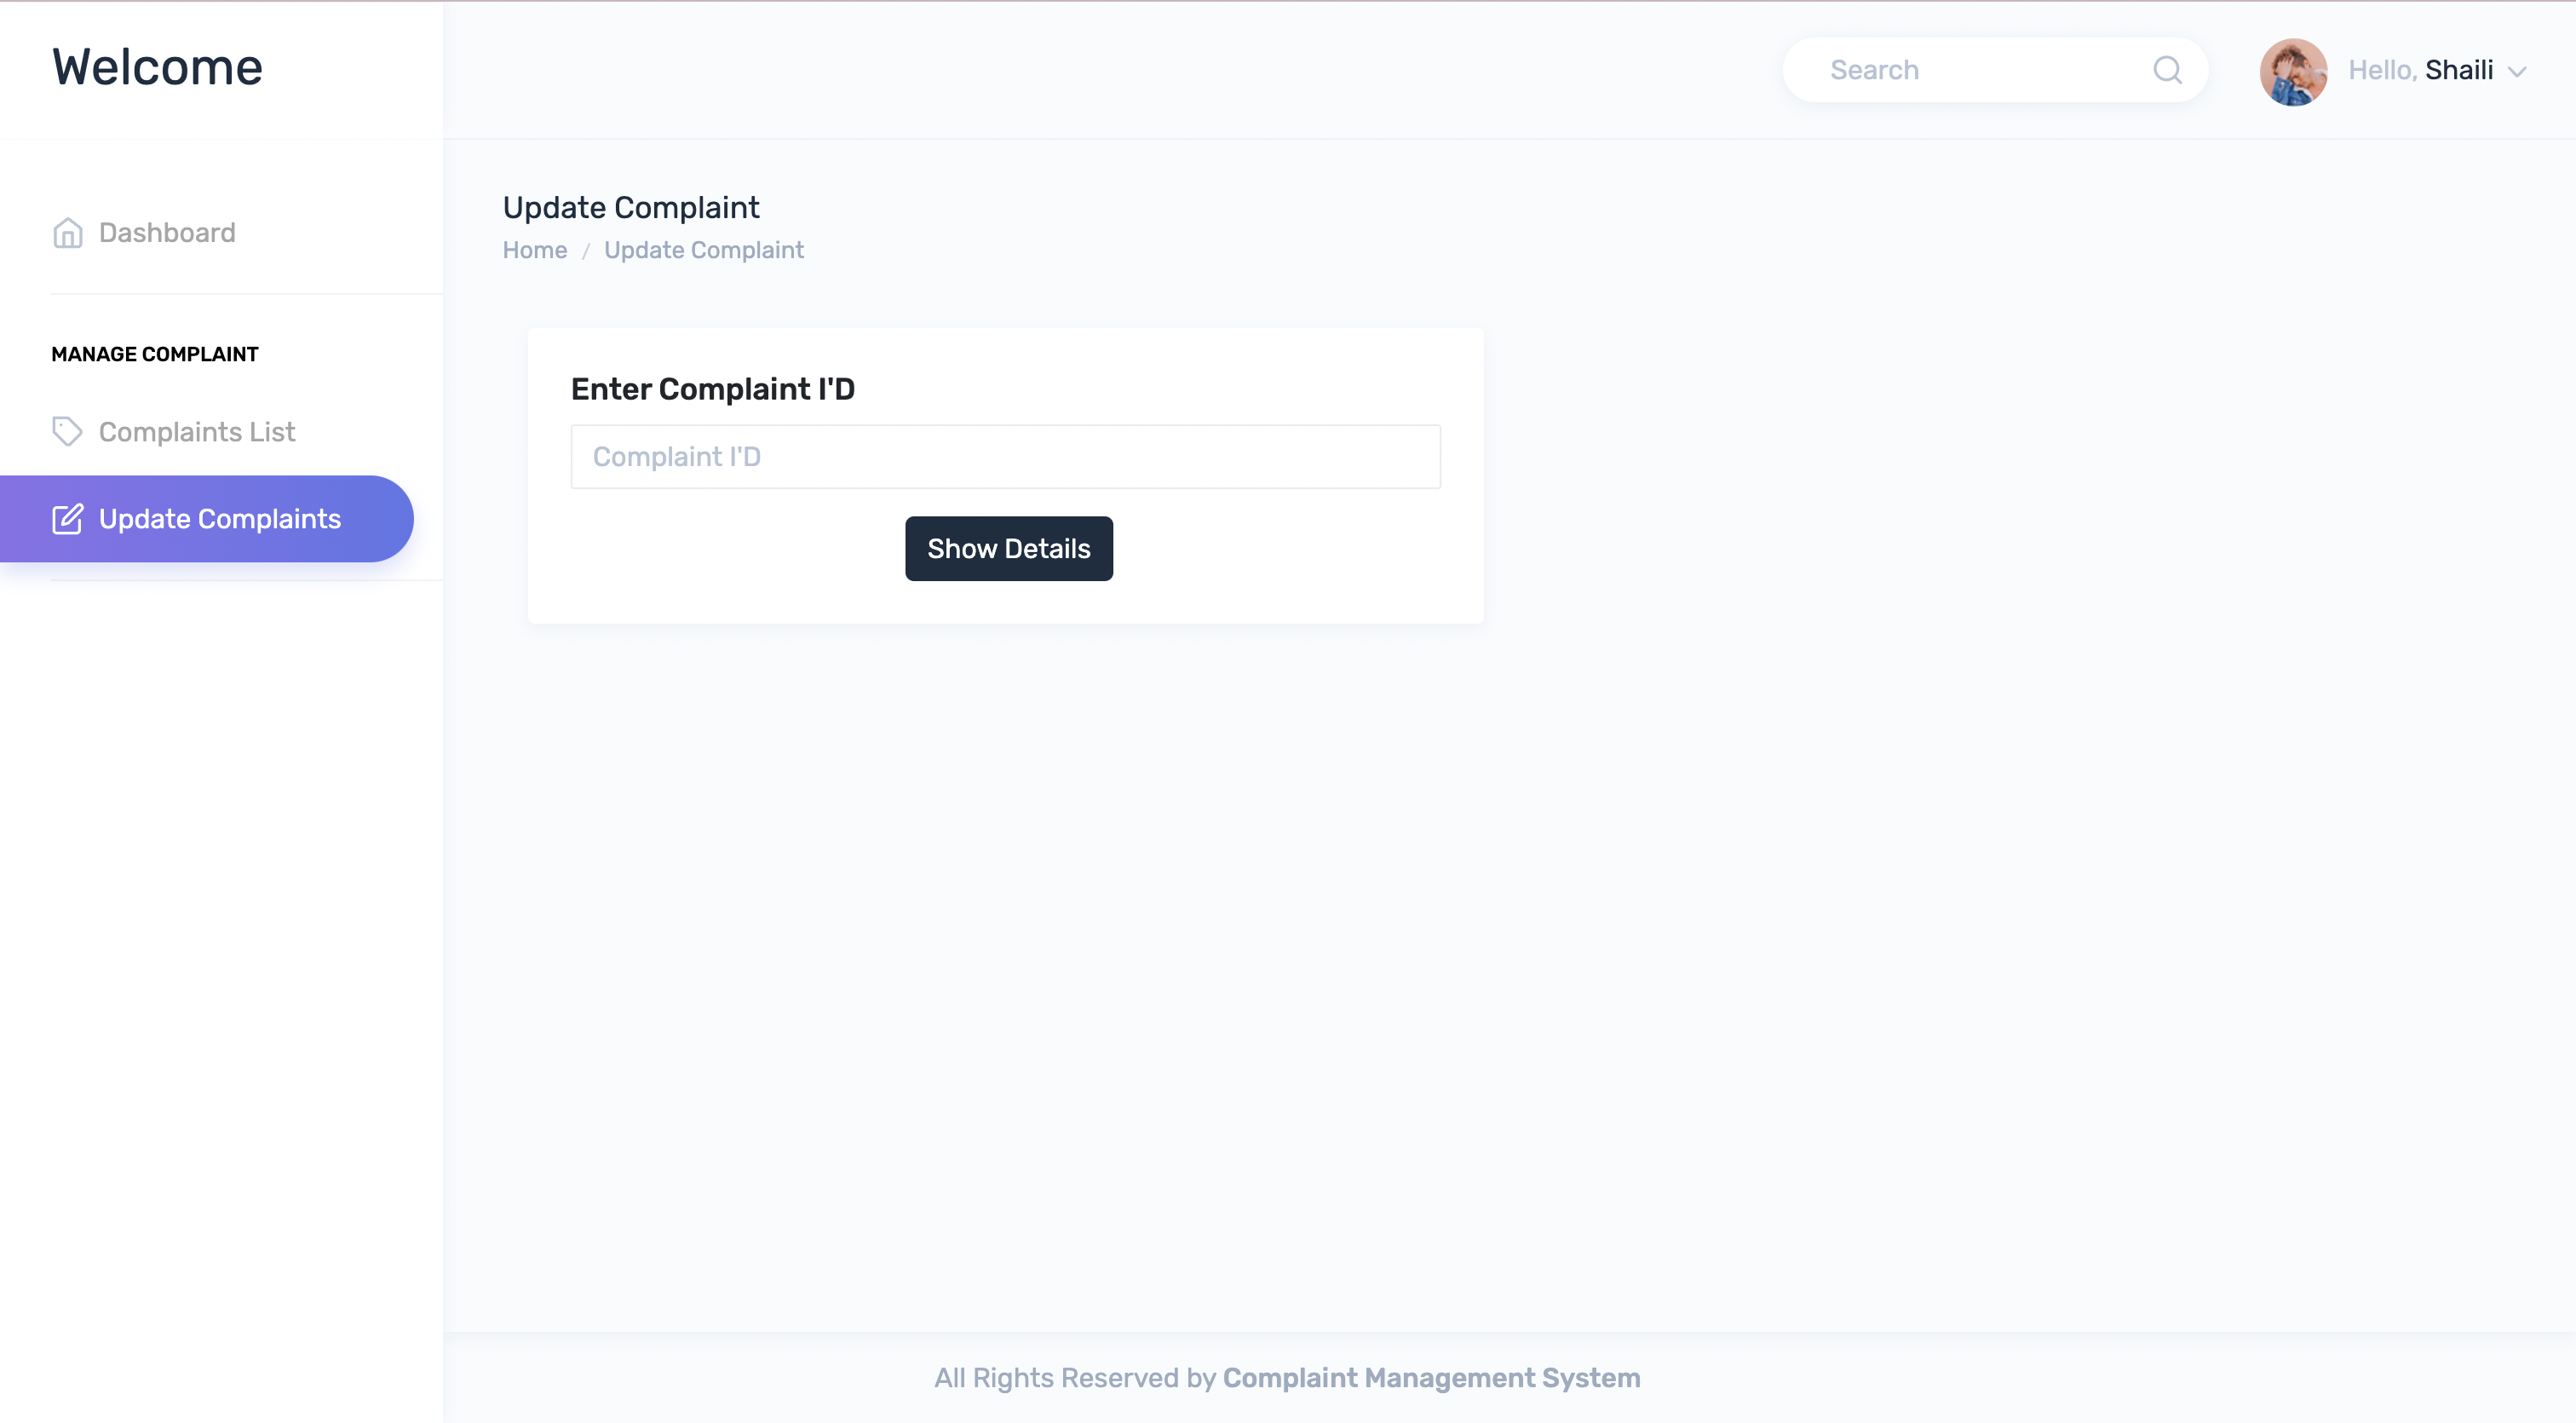 Welcome
Search
Hello, Shaili
Dashboard
MANAGE COMPLAINT
Complaints List
Update Complaints
Update Complaint
Home / Update Complaint
Enter Complaint I'D
Complaint I'D
Show Details
All Rights Reserved by Complaint Management System